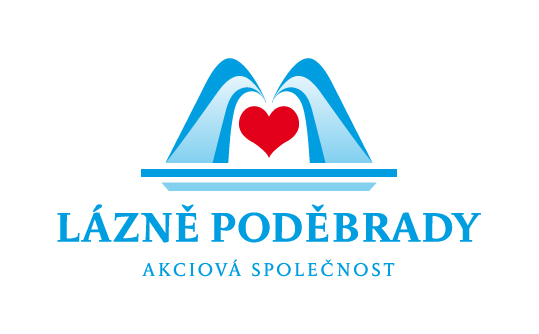 LÁZNĚ PODĚBRADY
AKCIOVÁ SPOLEČNOST